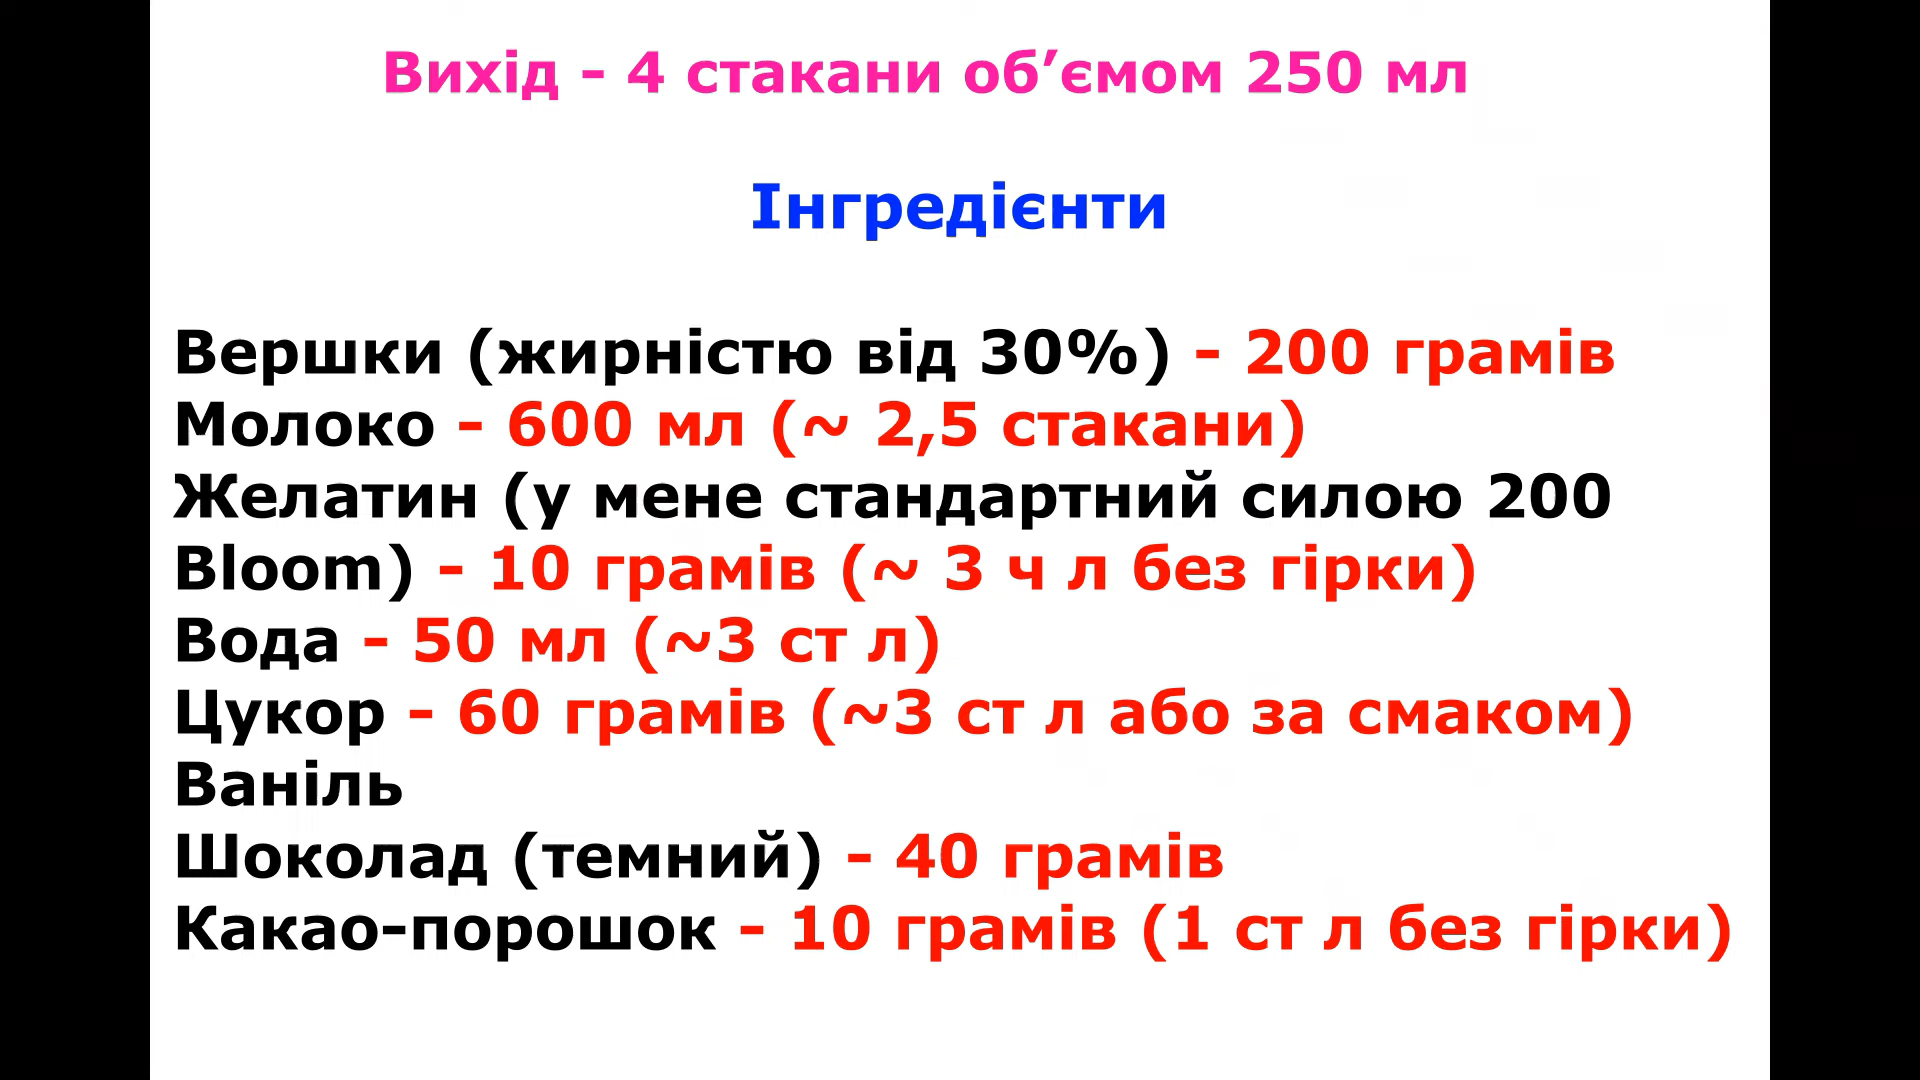 Вихід - 4 стакани об’ємом 250 мл
Інгредієнти
Вершки (жирністю від 30%) - 200 грамів
Молоко - 600 мл (~ 2,5 стакани)
Желатин (у мене стандартний силою 200
Bloom) - 10 грамів (~ 3 ч л без гірки)
Вода - 50 мл (~3 ст л)
Цукор - 60 грамів (~3 ст л або за смаком)
Ваніль
Шоколад (темний) - 40 грамів
Какао-порошок - 10 грамів (1 ст л без гірки)